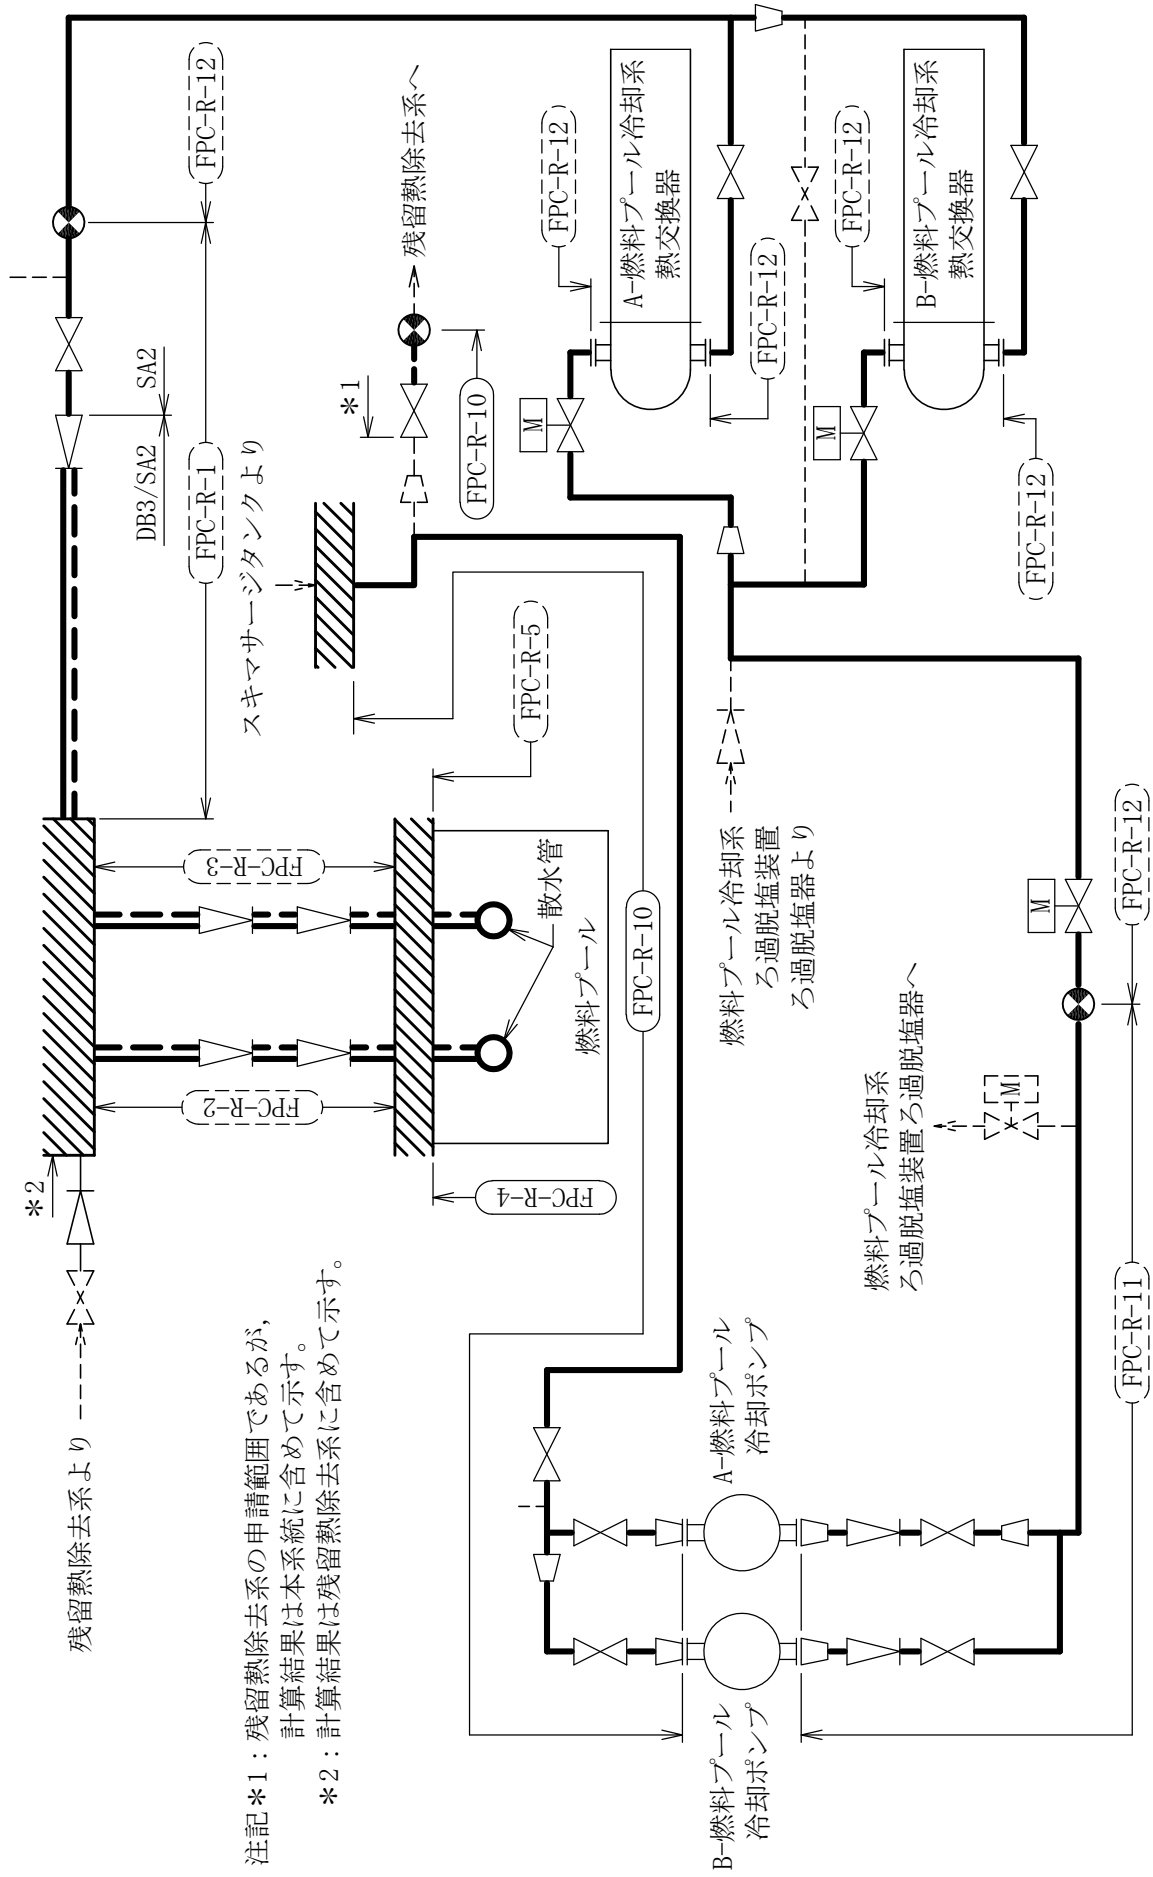 残留熱除去系より
*2
FPC-R-2
FPC-R-3
FPC-R-4
FPC-R-5
燃料プール
散水管
FPC-R-1
DB3/SA2
SA2
FPC-R-12
スキマサージタンクより
*1
残留熱除去系へ
FPC-R-10
FPC-R-10
注記*1：残留熱除去系の申請範囲であるが，
計算結果は本系統に含めて示す。
*2：計算結果は残留熱除去系に含めて示す。
M
FPC-R-12
A-燃料プール冷却系
熱交換器
FPC-R-12
M
FPC-R-12
B-燃料プール冷却系
熱交換器
FPC-R-12
燃料プール冷却系
ろ過脱塩装置
ろ過脱塩器より
A-燃料プール
冷却ポンプ
B-燃料プール
冷却ポンプ
燃料プール冷却系
ろ過脱塩装置ろ過脱塩器へ
M
M
FPC-R-11
FPC-R-12